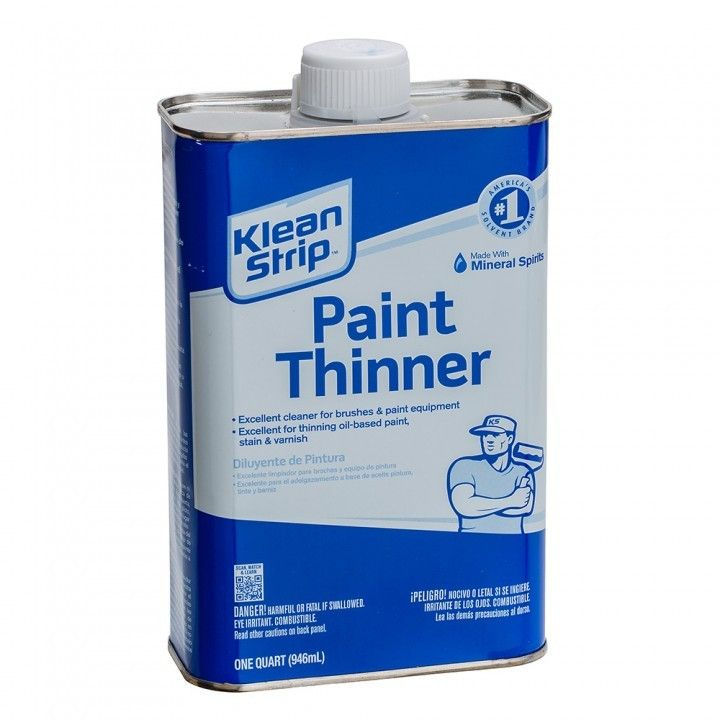 AMERICA'S
#1
SOLVENT BRAND
Klean
Strip™
Made With
Mineral Spirits
Paint
Thinner
• Excellent cleaner for brushes & paint equipment
• Excellent for thinning oil-based paint,
stain & varnish
Diluyente de Pintura
• Excelente limpiador para brochas y equipo de pintura
• Excelente para el adelgazamiento a base de aceite pintura,
tinte y barniz
KS
SCAN, WATCH
& LEARN
DANGER! HARMFUL OR FATAL IF SWALLOWED.
EYE IRRITANT. COMBUSTIBLE.
Read other cautions on back panel.
¡PELIGRO! NOCIVO O LETAL SI SE INGIERE.
IRRITANTE DE LOS OJOS. COMBUSTIBLE.
Lea las demás precauciones al dorso.
ONE QUART (946mL)